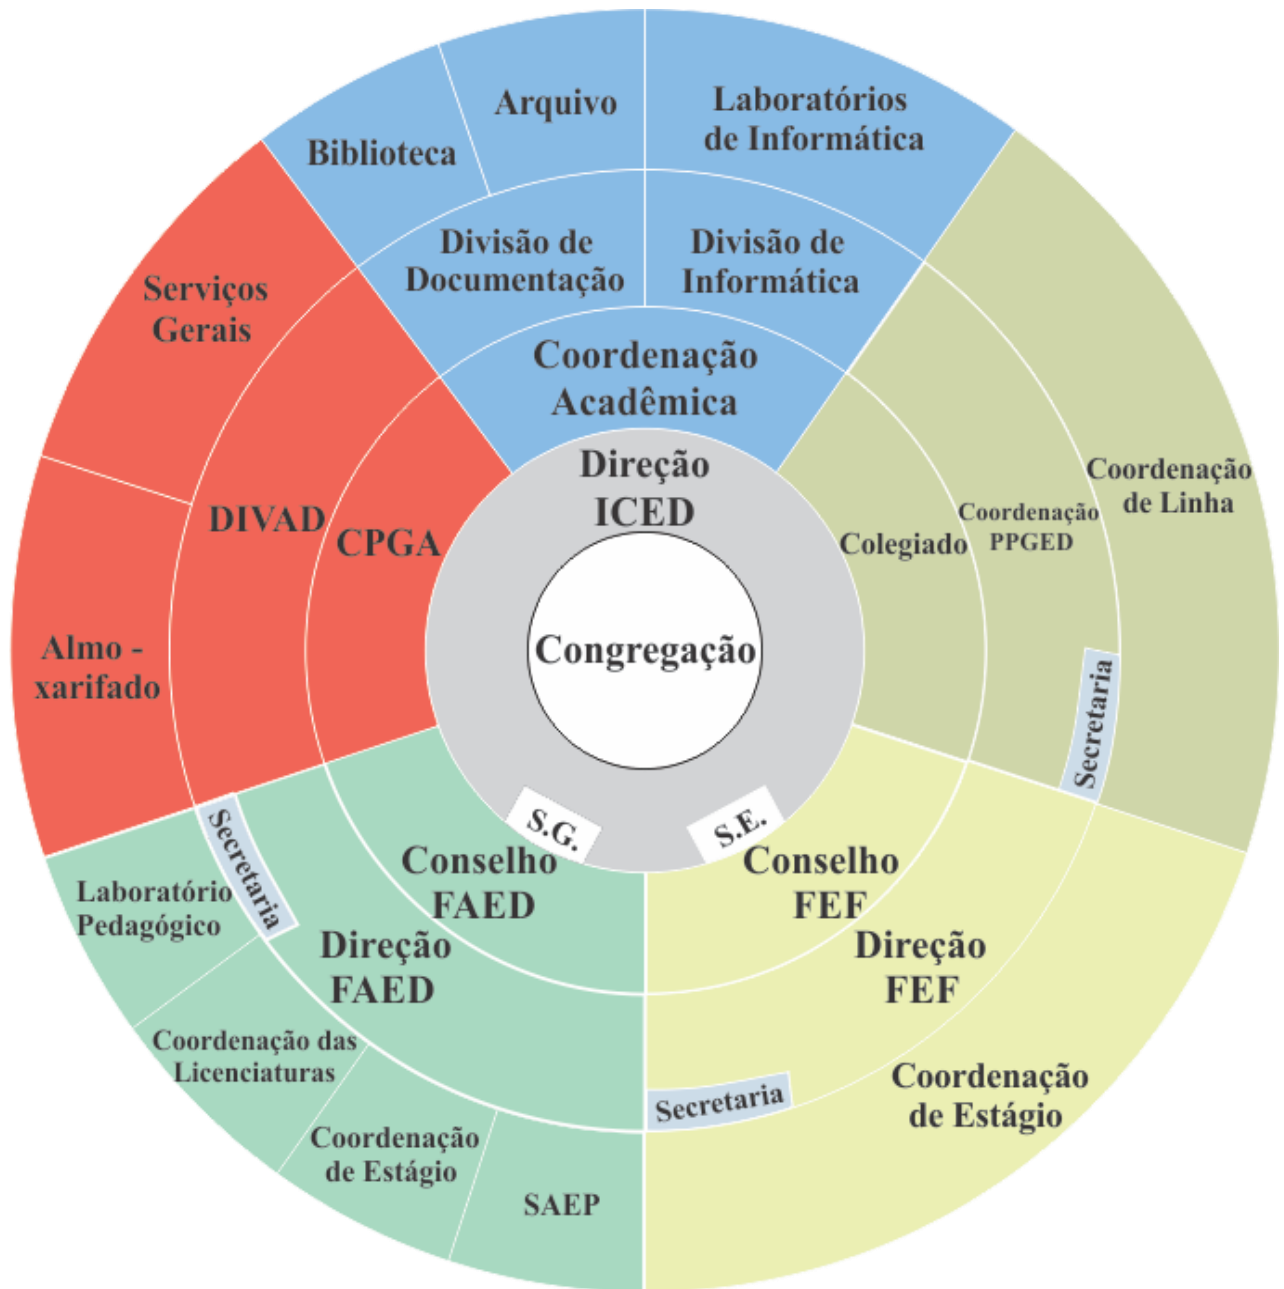 Arquivo
Biblioteca
Laboratórios
de Informática
Divisão de
Documentação
Divisão de
Informática
Coordenação
Acadêmica
Serviços
Gerais
DIVAD
CPGA
Almo -
xarifado
Direção
ICED
Congregação
S.G.
S.E.
Colegiado
Coordenação
PPGED
Coordenação
de Linha
Secretaria
Conselho
FAED
Direção
FAED
Secretaria
Laboratório
Pedagógico
Coordenação das
Licenciaturas
Coordenação
de Estágio
SAEP
Conselho
FEF
Direção
FEF
Secretaria
Coordenação
de Estágio